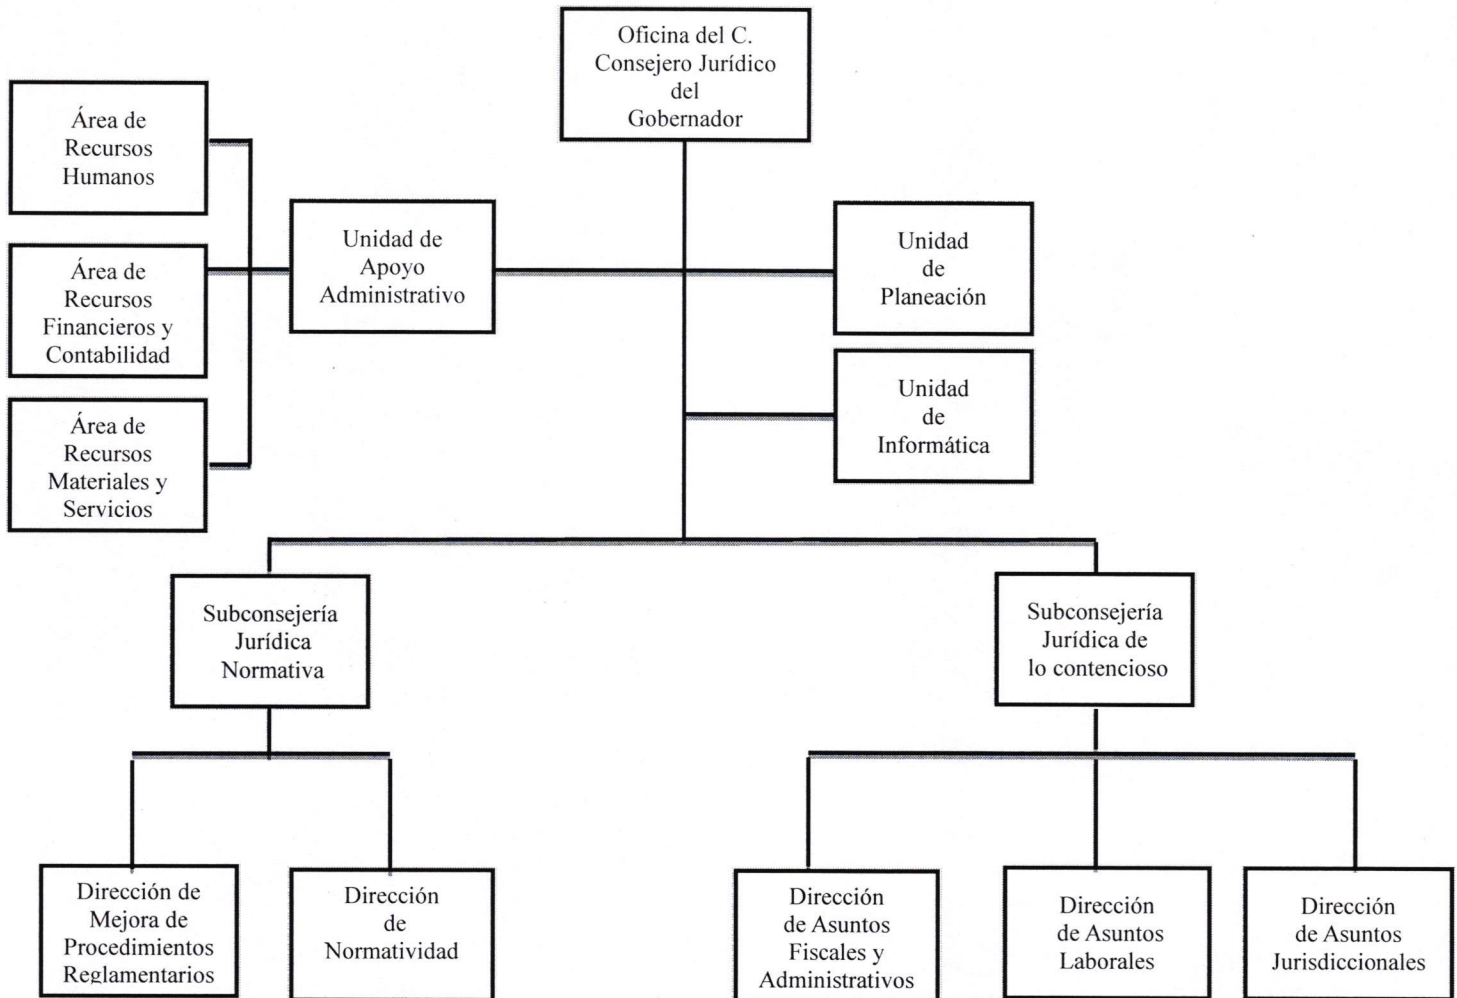 Oficina del C.
Consejero Jurídico
del
Gobernador
Área de
Recursos
Humanos
Unidad de
Apoyo
Administrativo
Unidad
de
Planeación
Área de
Recursos
Financieros y
Contabilidad
Unidad
de
Informática
Área de
Recursos
Materiales y
Servicios
Subconsejería
Jurídica
Normativa
Subconsejería
Jurídica de
lo contencioso
Dirección de
Mejora de
Procedimientos
Reglamentarios
Dirección
de
Normatividad
Dirección
de Asuntos
Fiscales y
Administrativos
Dirección
de Asuntos
Laborales
Dirección
de Asuntos
Jurisdiccionales